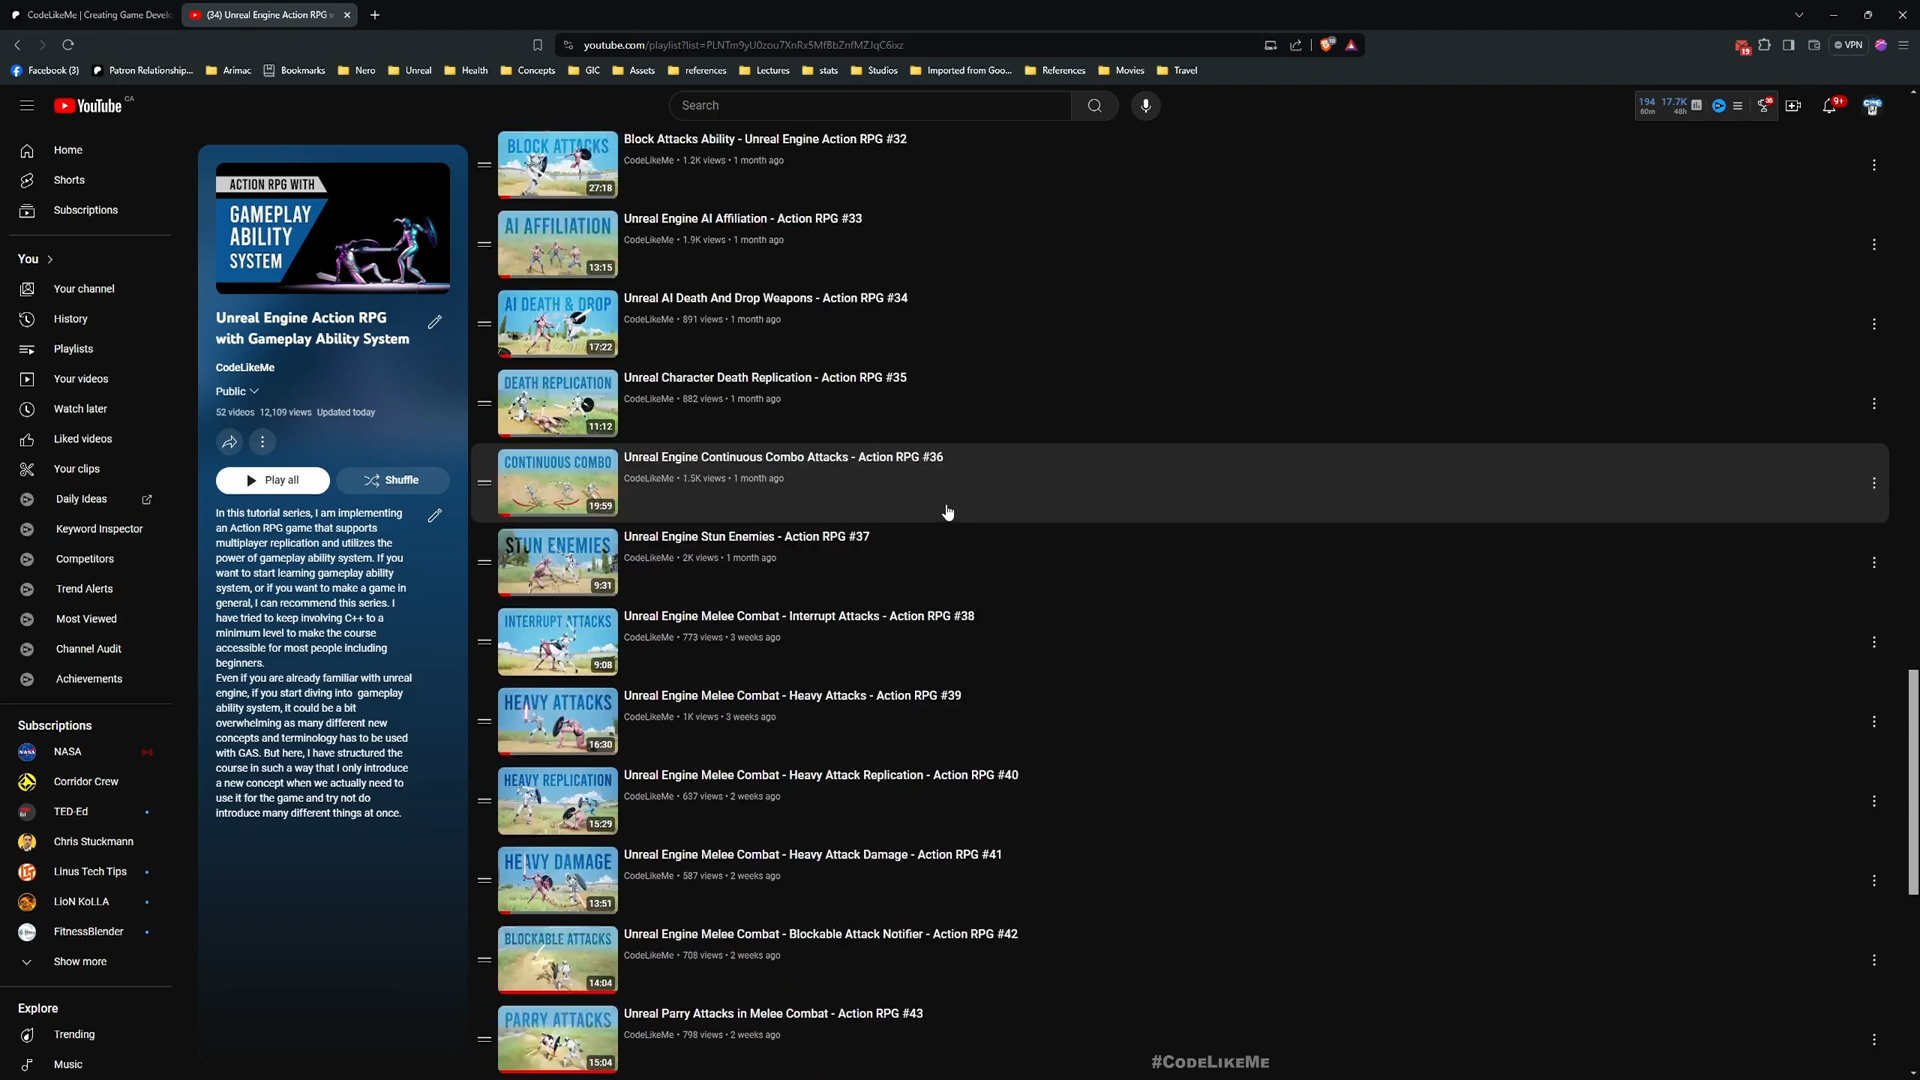 CodeLikeMe | Creating Game Devel
(34) Unreal Engine Action RPG
youtube.com/playlist?list=PLNTm9yU0zou7XnRx5MfBbZnfMZJqC6ixz
19
VPN
Facebook (3)
Patron Relationship...
Arimac
Bookmarks
Nero
Unreal
Health
Concepts
GIC
Assets
references
Lectures
stats
Studios
Imported from Goo...
References
Movies
Travel
YouTube CA
Search
194 17.7K
60m 48h
9+
Home
Shorts
Subscriptions
You
Your channel
History
Playlists
Your videos
Watch later
Liked videos
Your clips
Daily Ideas
Keyword Inspector
Competitors
Trend Alerts
Most Viewed
Channel Audit
Achievements
Subscriptions
NASA
Corridor Crew
TED-Ed
Chris Stuckmann
Linus Tech Tips
LioN KoLLA
FitnessBlender
Show more
Explore
Trending
Music
ACTION RPG WITH
GAMEPLAY
ABILITY
SYSTEM
Unreal Engine Action RPG
with Gameplay Ability System
CodeLikeMe
Public
52 videos 12,109 views Updated today
Play all
Shuffle
In this tutorial series, I am implementing
an Action RPG game that supports
multiplayer replication and utilizes the
power of gameplay ability system. If you
want to start learning gameplay ability
system, or if you want to make a game in
general, I can recommend this series. I
have tried to keep involving C++ to a
minimum level to make the course
accessible for most people including
beginners.
Even if you are already familiar with unreal
engine, if you start diving into gameplay
ability system, it could be a bit
overwhelming as many different new
concepts and terminology has to be used
with GAS. But here, I have structured the
course in such a way that I only introduce
a new concept when we actually need to
use it for the game and try not do
introduce many different things at once.
BLOCK ATTACKS
27:18
Block Attacks Ability - Unreal Engine Action RPG #32
CodeLikeMe • 1.2K views • 1 month ago
AI AFFILIATION
13:15
Unreal Engine AI Affiliation - Action RPG #33
CodeLikeMe • 1.9K views • 1 month ago
AI DEATH & DROP
17:22
Unreal AI Death And Drop Weapons - Action RPG #34
CodeLikeMe • 891 views • 1 month ago
DEATH REPLICATION
11:12
Unreal Character Death Replication - Action RPG #35
CodeLikeMe • 882 views • 1 month ago
CONTINUOUS COMBO
19:59
Unreal Engine Continuous Combo Attacks - Action RPG #36
CodeLikeMe • 1.5K views • 1 month ago
STUN ENEMIES
9:31
Unreal Engine Stun Enemies - Action RPG #37
CodeLikeMe • 2K views • 1 month ago
INTERRUPT ATTACKS
9:08
Unreal Engine Melee Combat - Interrupt Attacks - Action RPG #38
CodeLikeMe • 773 views • 3 weeks ago
HEAVY ATTACKS
16:30
Unreal Engine Melee Combat - Heavy Attacks - Action RPG #39
CodeLikeMe • 1K views • 3 weeks ago
HEAVY REPLICATION
15:29
Unreal Engine Melee Combat - Heavy Attack Replication - Action RPG #40
CodeLikeMe • 637 views • 2 weeks ago
HEAVY DAMAGE
13:51
Unreal Engine Melee Combat - Heavy Attack Damage - Action RPG #41
CodeLikeMe • 587 views • 2 weeks ago
BLOCKABLE ATTACKS
14:04
Unreal Engine Melee Combat - Blockable Attack Notifier - Action RPG #42
CodeLikeMe • 708 views • 2 weeks ago
PARRY ATTACKS
15:04
Unreal Parry Attacks in Melee Combat - Action RPG #43
CodeLikeMe • 798 views • 2 weeks ago
#CodeLikeMe